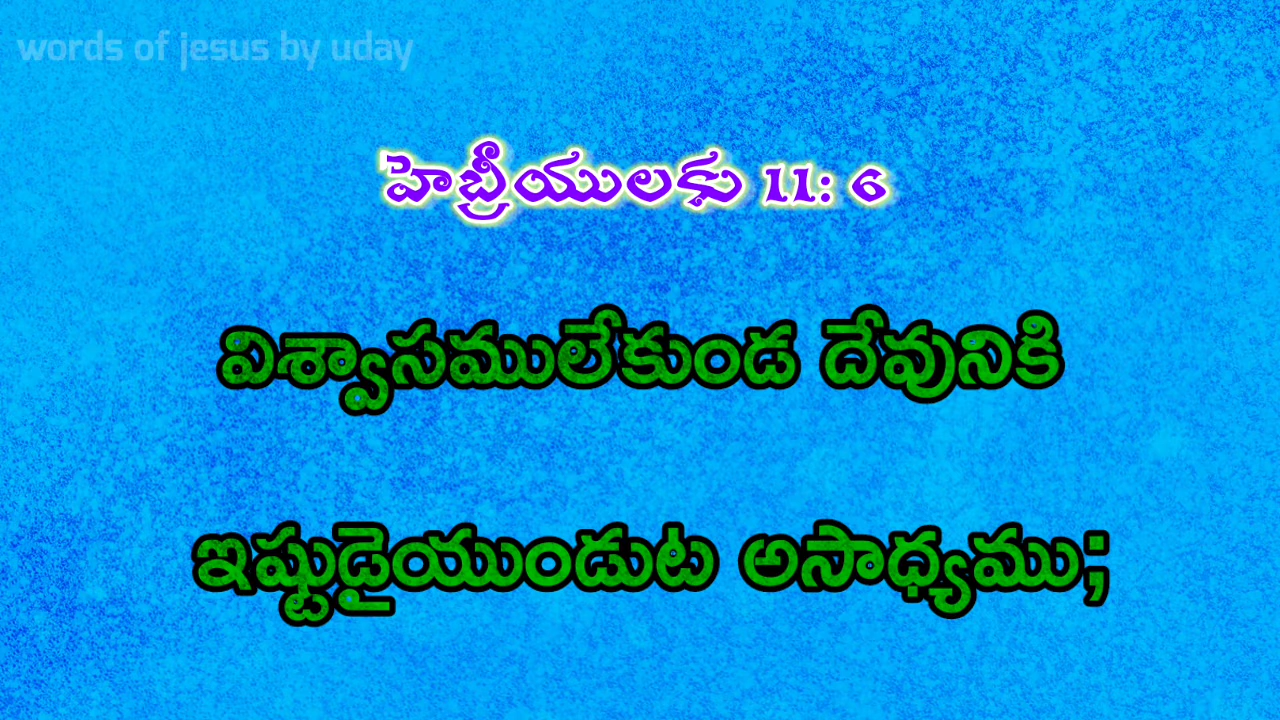 words of jesus by uday
హెబ్రీయులకు 11: 6
విశ్వాసములేకుండ దేవునికి
ఇష్టుడైయుండుట అసాధ్యము;